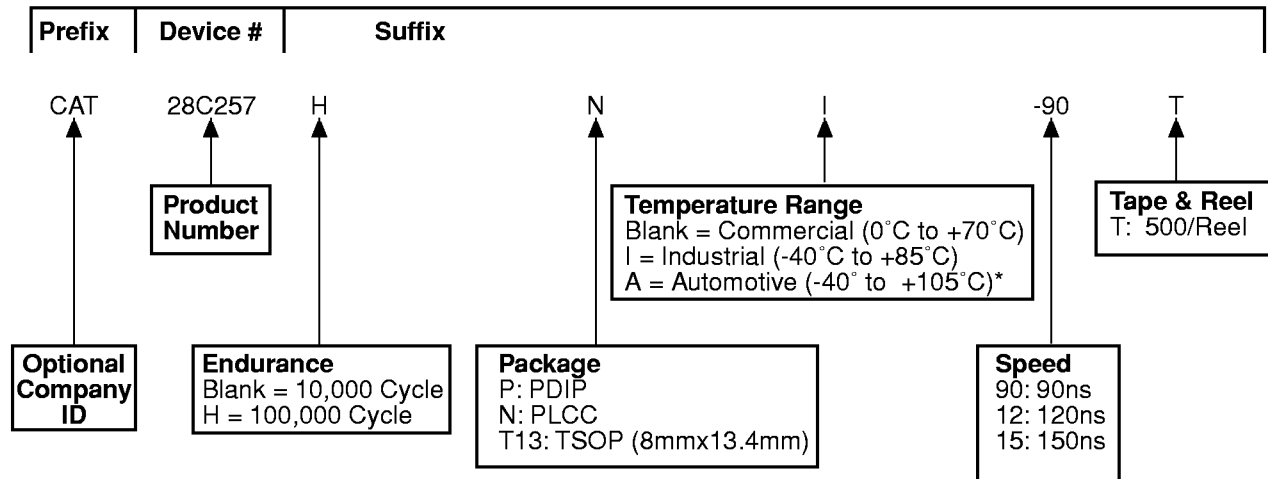 Prefix Device # Suffix
CAT 28C257 H N I -90 T
Product
Number
Temperature Range
Blank = Commercial (0˚C to +70˚C)
I = Industrial (-40˚C to +85˚C)
A = Automotive (-40˚ to +105˚C)*
Tape & Reel
T: 500/Reel
Optional
Company
ID
Endurance
Blank = 10,000 Cycle
H = 100,000 Cycle
Package
P: PDIP
N: PLCC
T13: TSOP (8mmx13.4mm)
Speed
90: 90ns
12: 120ns
15: 150ns